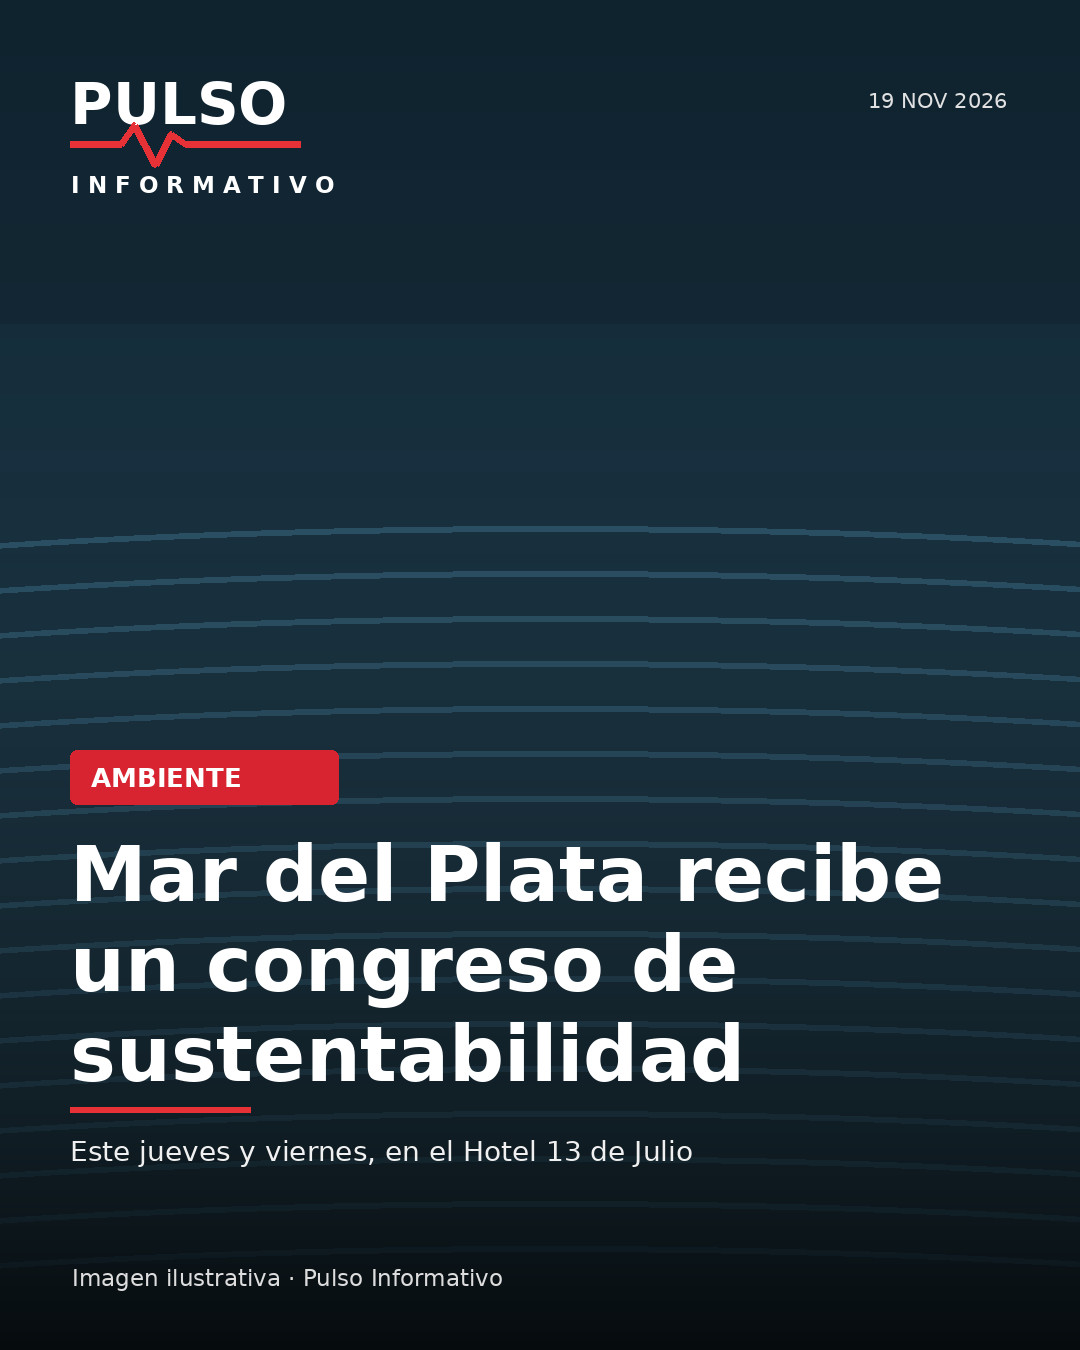 PULSO
INFORMATIVO
19 NOV 2026
AMBIENTE
Mar del Plata recibe
un congreso de
sustentabilidad
Este jueves y viernes, en el Hotel 13 de Julio
Imagen ilustrativa · Pulso Informativo